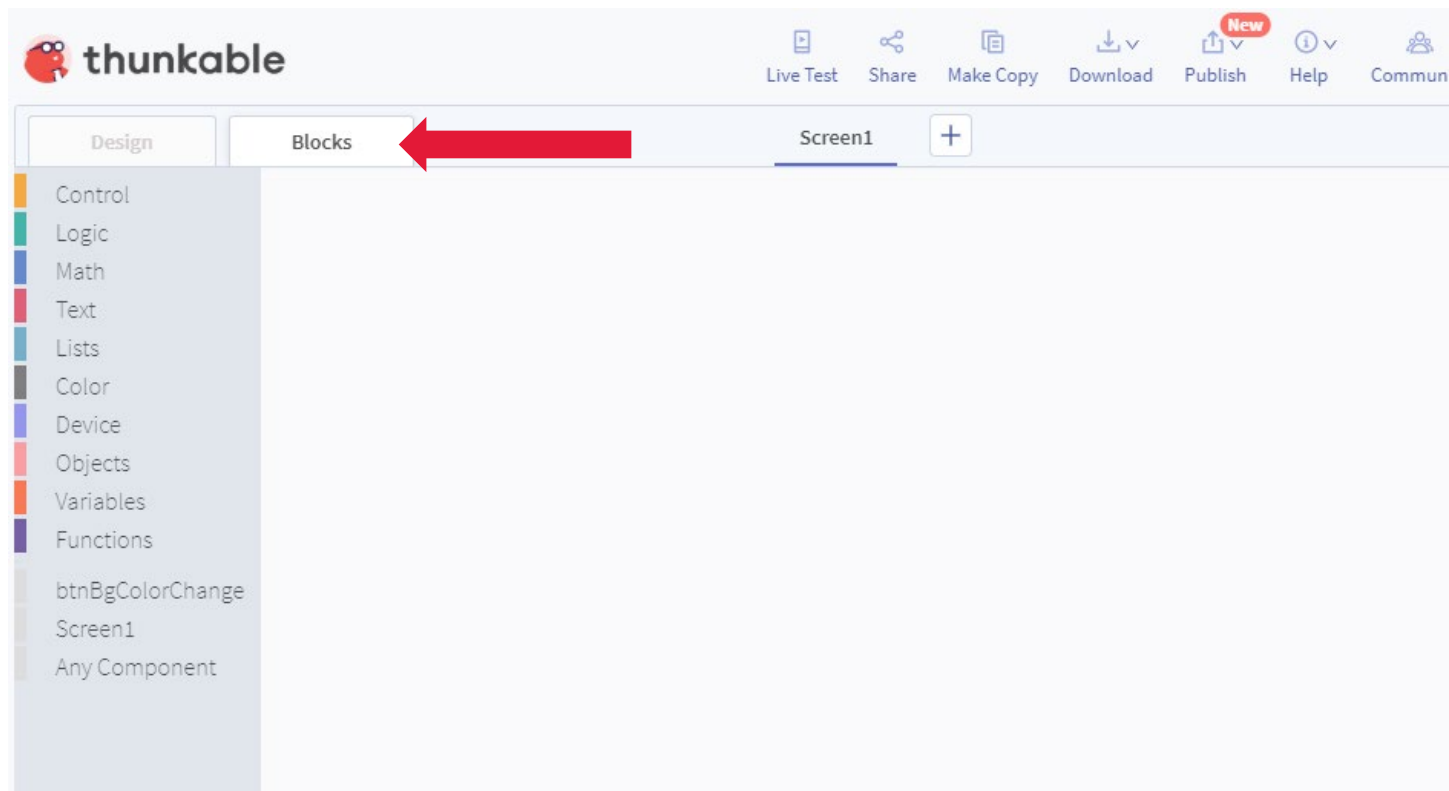 thunkable
New
Live Test Share Make Copy Download Publish Help Commun
Design Blocks Screen1 +
Control
Logic
Math
Text
Lists
Color
Device
Objects
Variables
Functions
btnBgColorChange
Screen1
Any Component